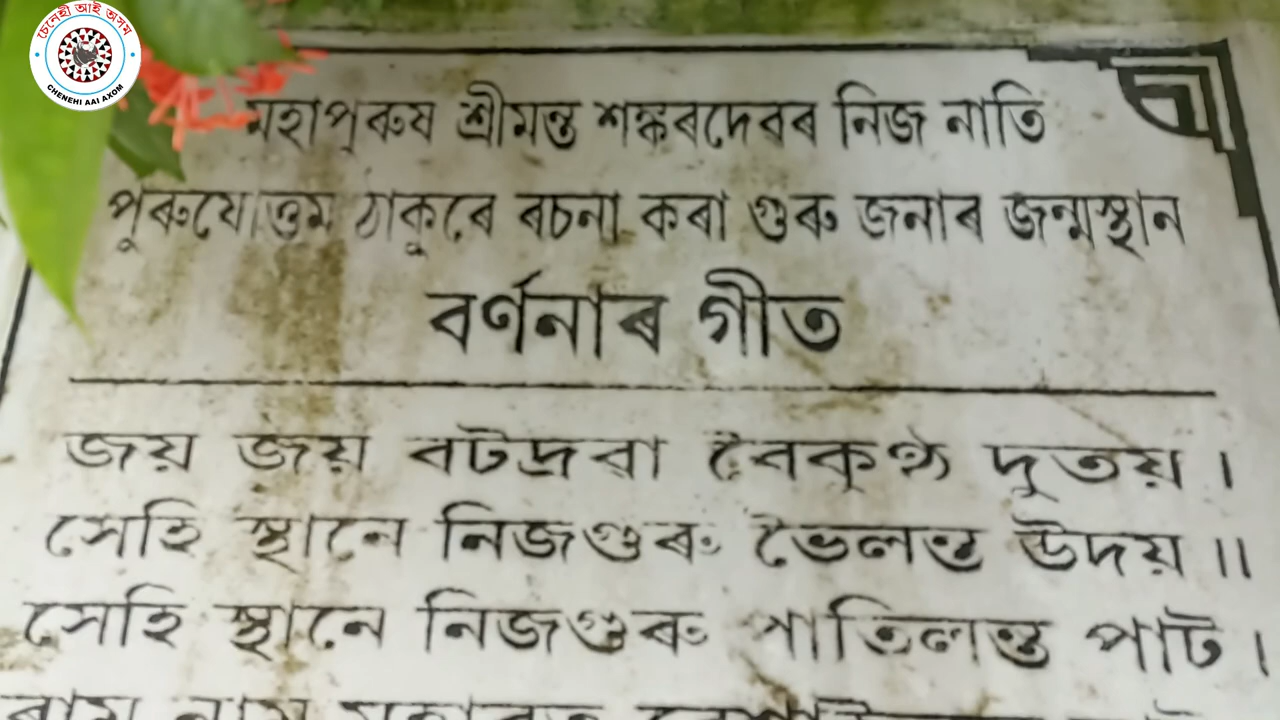 চেনেহী আই অসম
CHENEHI AAI AXOM
মহাপুৰুষ শ্ৰীমন্ত শঙ্কৰদেৱৰ নিজ নাতি
পুৰুষোত্তম ঠাকুৰে ৰচনা কৰা গুৰু জনাৰ জন্মস্থান
বৰ্ণনাৰ গীত
জয় জয় বটদ্ৰৱা বৈকুণ্ঠ দুতয় ।
সেহি স্থানে নিজগুৰু ভৈলন্ত উদয় ॥
সেহি স্থানে নিজগুৰু পাতিলন্ত পাট ।
ৰাম নাম